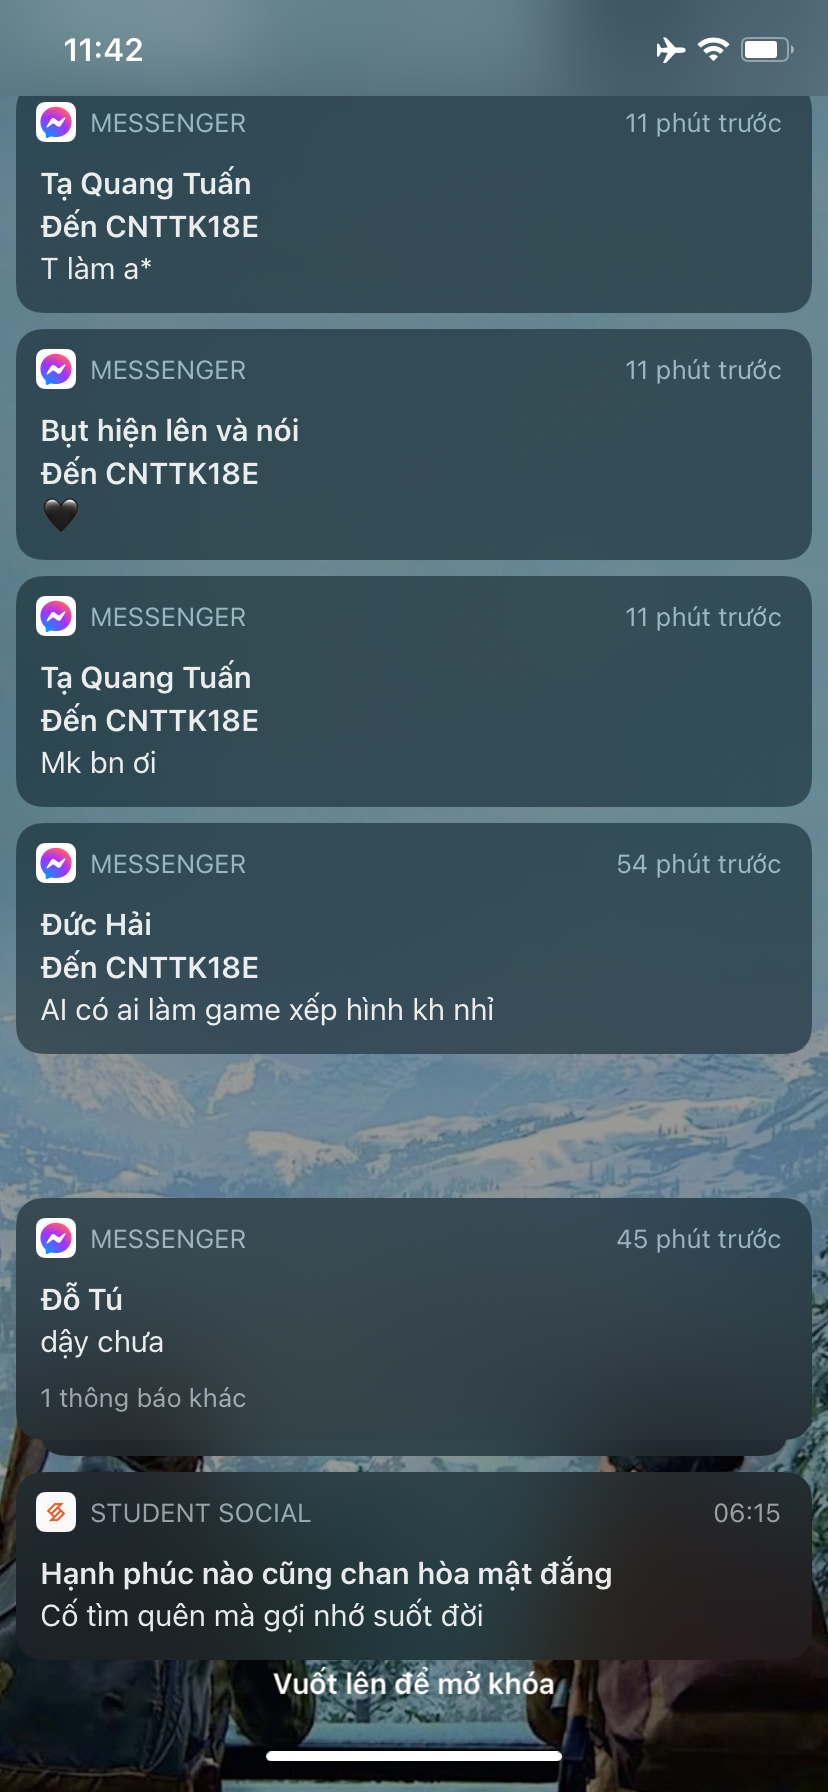 11:42
MESSENGER 11 phút trước
Tạ Quang Tuấn
Đến CNTTK18E
T làm a*
MESSENGER 11 phút trước
Bụt hiện lên và nói
Đến CNTTK18E
🖤
MESSENGER 11 phút trước
Tạ Quang Tuấn
Đến CNTTK18E
Mk bn ơi
MESSENGER 54 phút trước
Đức Hải
Đến CNTTK18E
AI có ai làm game xếp hình kh nhỉ
MESSENGER 45 phút trước
Đỗ Tú
dậy chưa
1 thông báo khác
STUDENT SOCIAL 06:15
Hạnh phúc nào cũng chan hòa mật đắng
Cố tìm quên mà gợi nhớ suốt đời
Vuốt lên để mở khóa